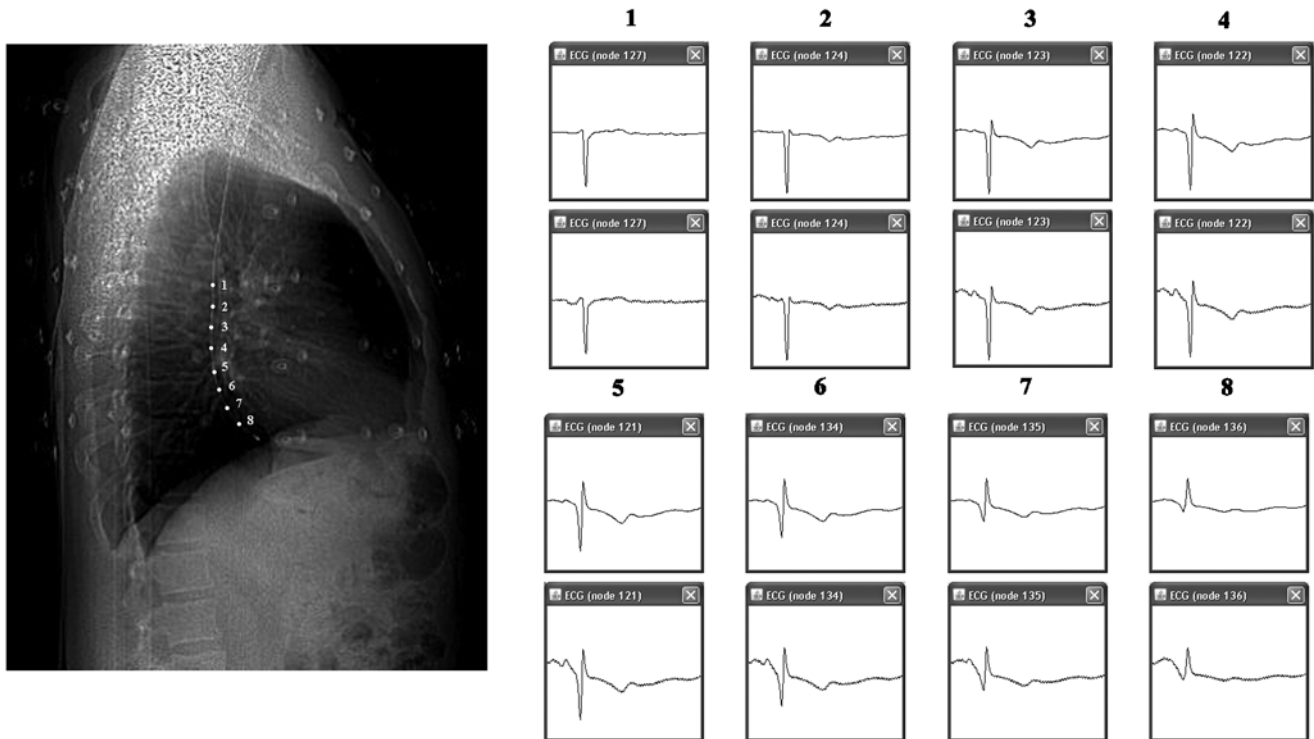 1 2 3 4
ECG (node 127) ECG (node 124) ECG (node 123) ECG (node 122)
ECG (node 127) ECG (node 124) ECG (node 123) ECG (node 122)
1
2
3
4
5
6
7
8
5 6 7 8
ECG (node 121) ECG (node 134) ECG (node 135) ECG (node 136)
ECG (node 121) ECG (node 134) ECG (node 135) ECG (node 136)